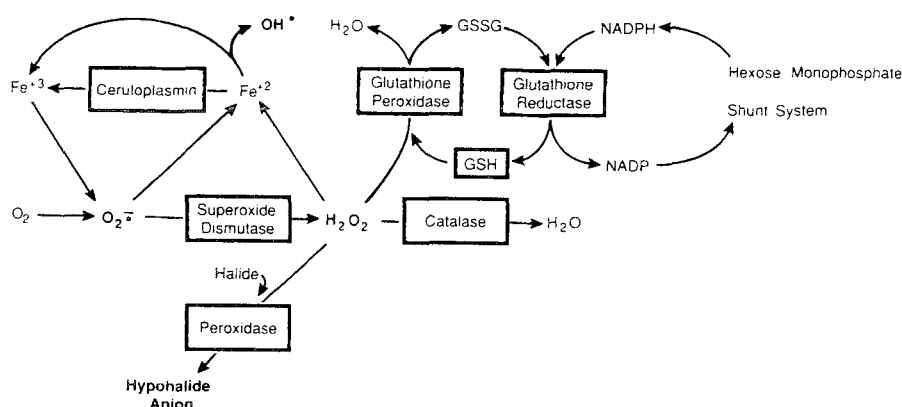 OH•
H₂O
GSSG
NADPH
Hexose Monophosphate
Shunt System
Fe⁺³
Ceruloplasmin
Fe⁺²
Glutathione
Peroxidase
Glutathione
Reductase
GSH
NADP
O₂
O₂⨪
Superoxide
Dismutase
H₂O₂
Catalase
H₂O
Halide
Peroxidase
Hypohalide
Anion